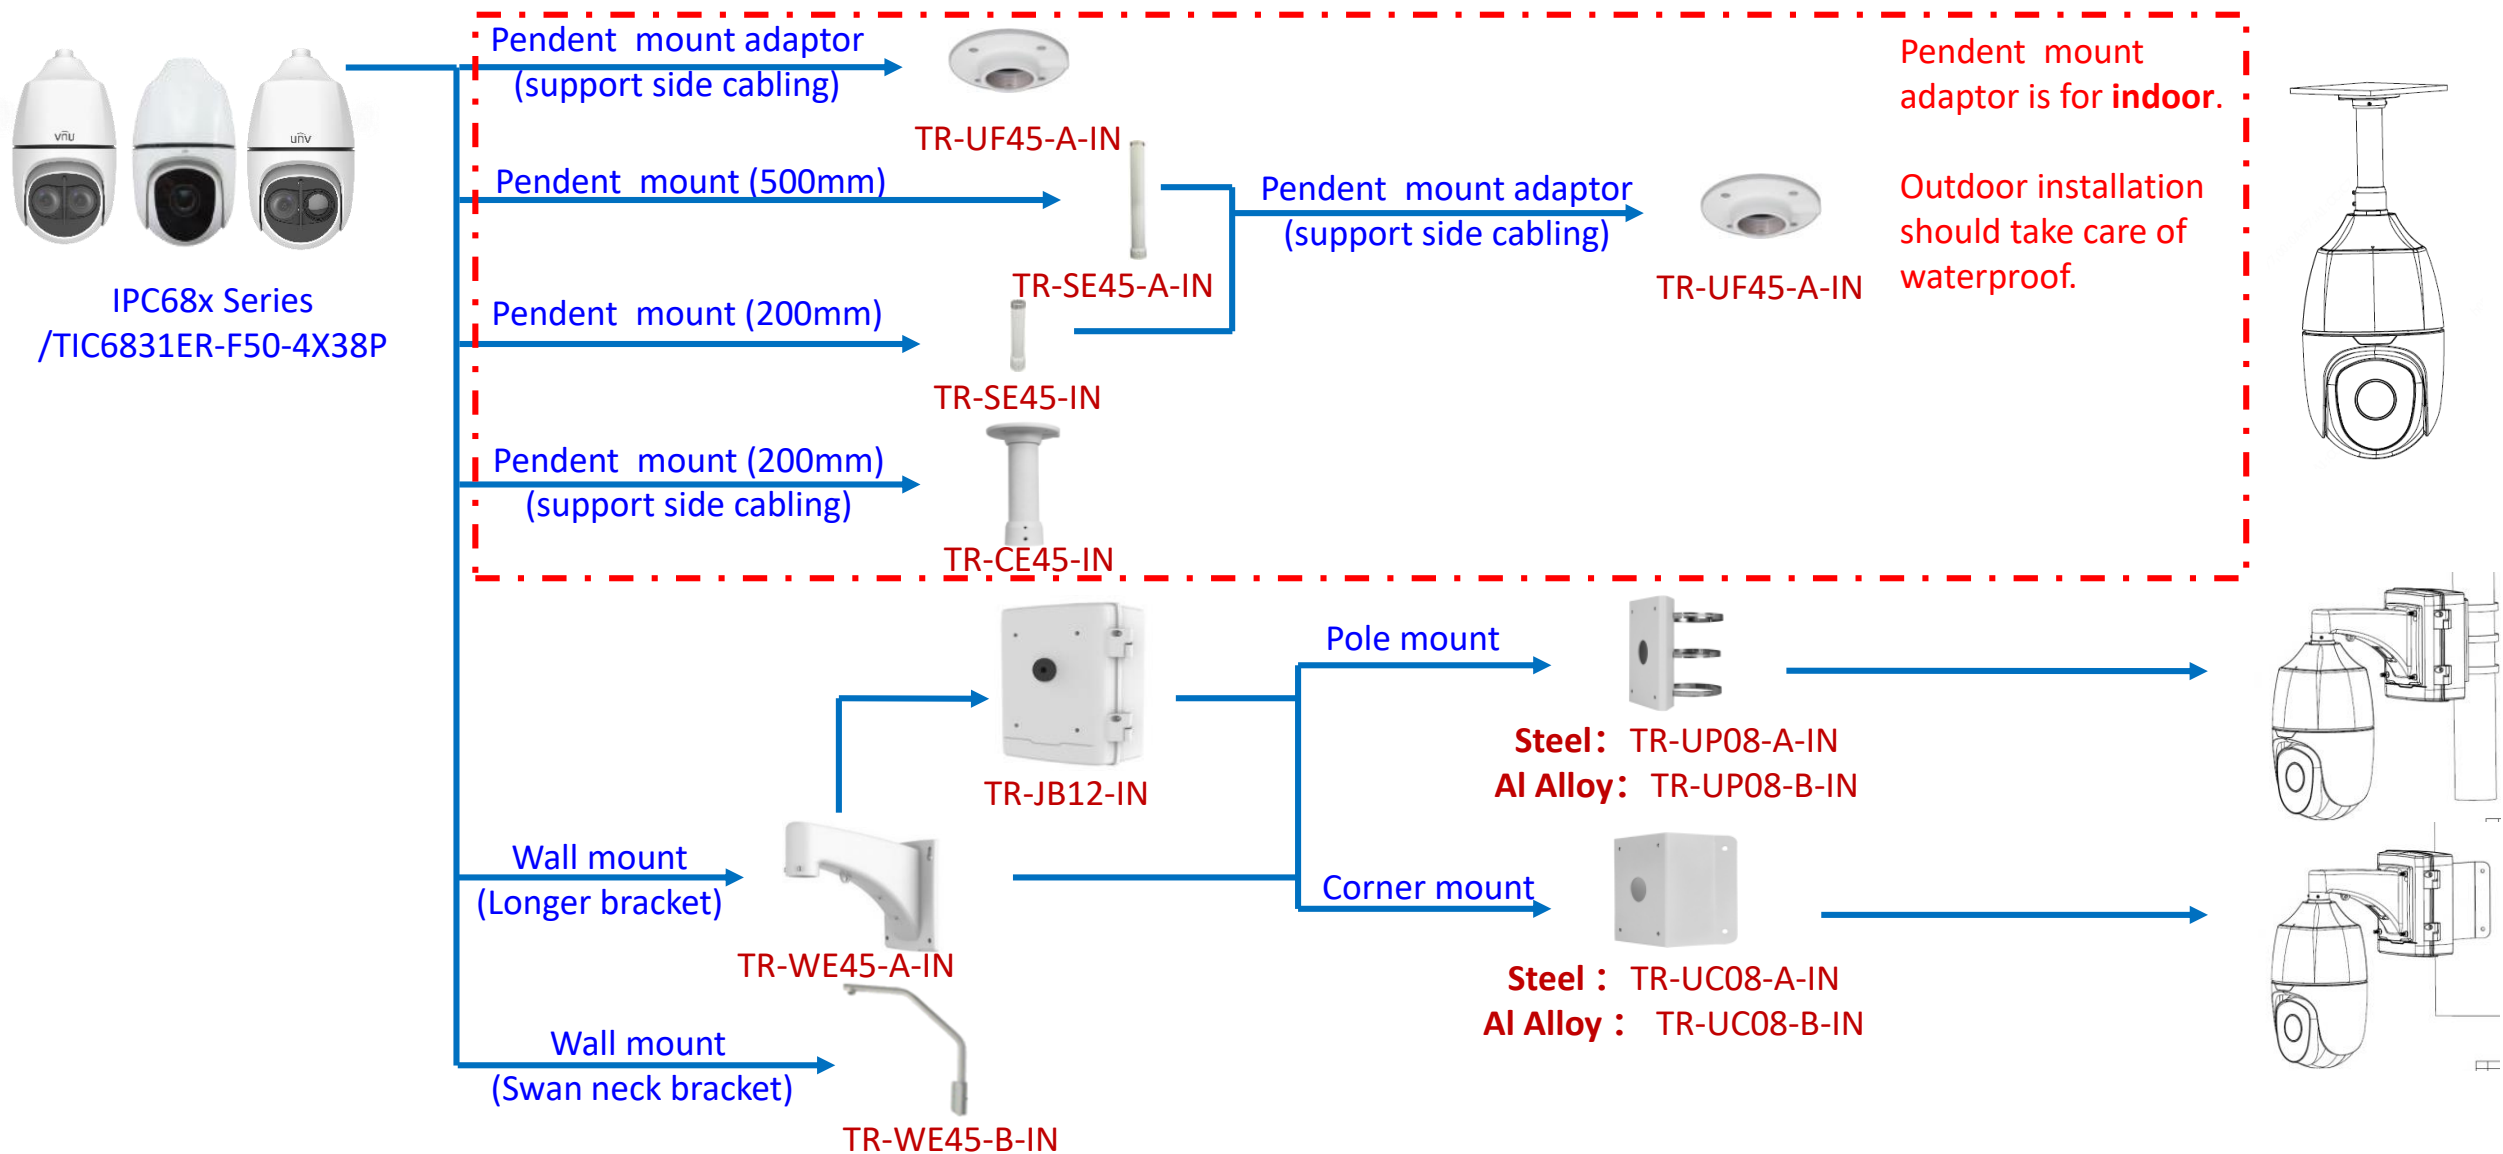 Pendent mount adaptor
(support side cabling)
TR-UF45-A-IN
Pendent mount
adaptor is for indoor.
Outdoor installation
should take care of
waterproof.
unv
IPC68x Series
/TIC6831ER-F50-4X38P
Pendent mount (500mm)
TR-SE45-A-IN
Pendent mount adaptor
(support side cabling)
TR-UF45-A-IN
Pendent mount (200mm)
TR-SE45-IN
Pendent mount (200mm)
(support side cabling)
TR-CE45-IN
TR-JB12-IN
Pole mount
Steel: TR-UP08-A-IN
Al Alloy: TR-UP08-B-IN
Wall mount
(Longer bracket)
TR-WE45-A-IN
Corner mount
Steel : TR-UC08-A-IN
Al Alloy : TR-UC08-B-IN
Wall mount
(Swan neck bracket)
TR-WE45-B-IN